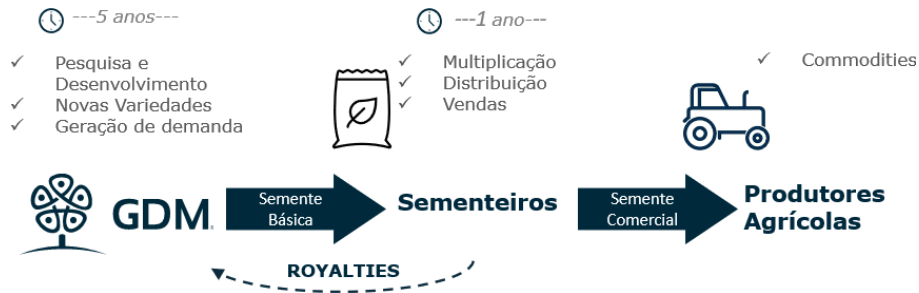 ---5 anos---
✓ Pesquisa e
Desenvolvimento
✓ Novas Variedades
✓ Geração de demanda
---1 ano---
✓ Multiplicação
✓ Distribuição
✓ Vendas
✓ Commodities
GDM
Semente
Básica
Sementeiros
Semente
Comercial
Produtores
Agrícolas
ROYALTIES